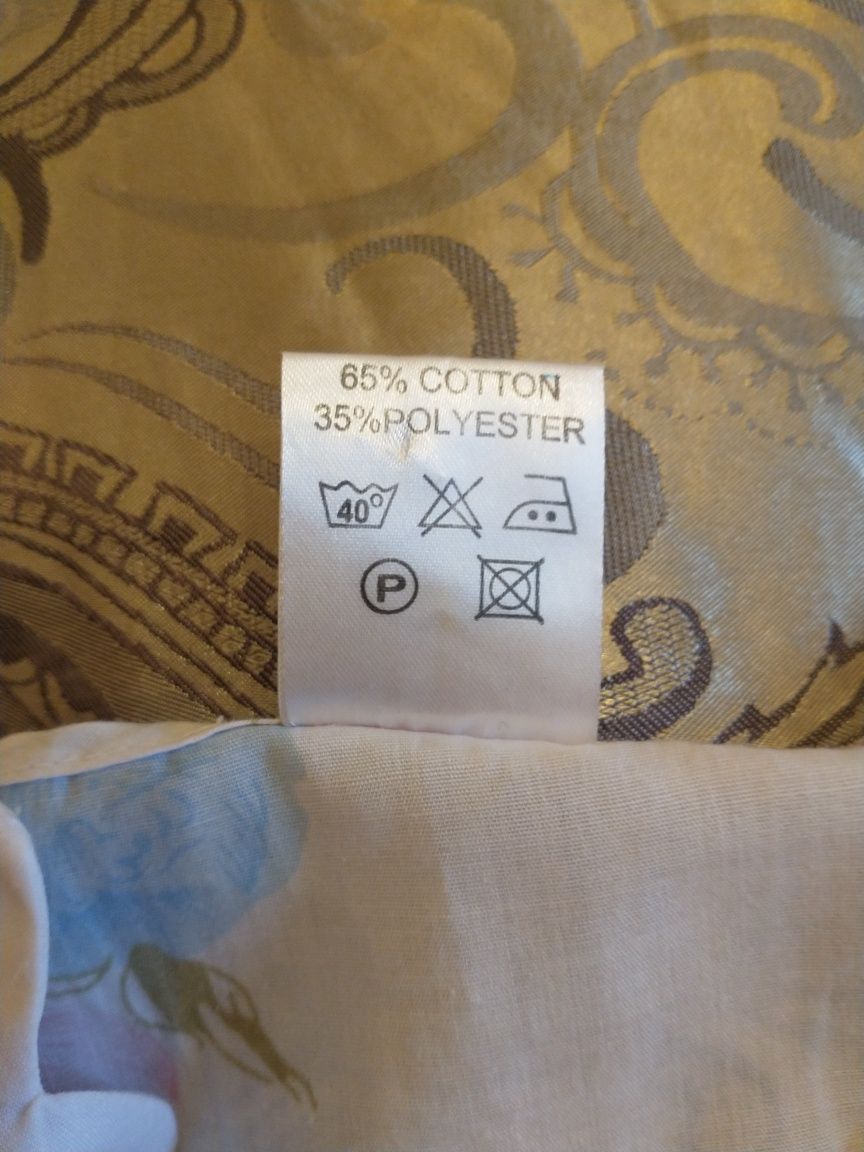 65% COTTON
35%POLYESTER
40°
P